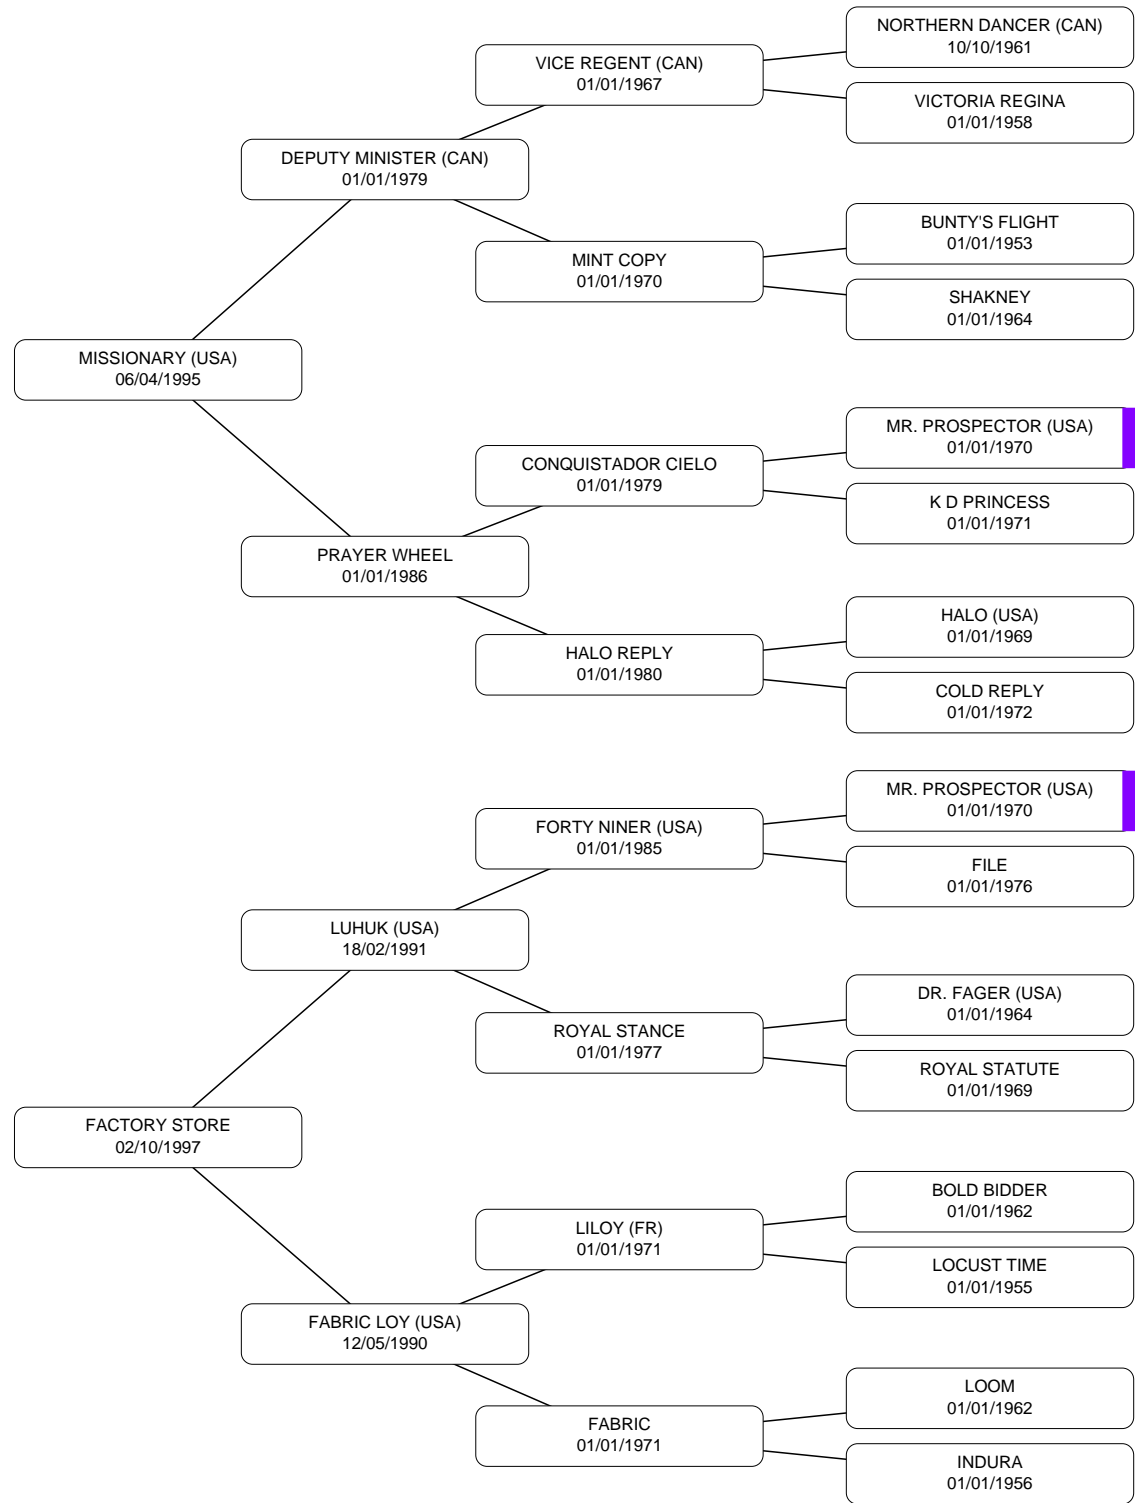 NORTHERN DANCER (CAN)
10/10/1961
VICE REGENT (CAN)
01/01/1967
VICTORIA REGINA
01/01/1958
DEPUTY MINISTER (CAN)
01/01/1979
BUNTY'S FLIGHT
01/01/1953
MINT COPY
01/01/1970
SHAKNEY
01/01/1964
MISSIONARY (USA)
06/04/1995
MR. PROSPECTOR (USA)
01/01/1970
CONQUISTADOR CIELO
01/01/1979
K D PRINCESS
01/01/1971
PRAYER WHEEL
01/01/1986
HALO (USA)
01/01/1969
HALO REPLY
01/01/1980
COLD REPLY
01/01/1972
MR. PROSPECTOR (USA)
01/01/1970
FORTY NINER (USA)
01/01/1985
FILE
01/01/1976
LUHUK (USA)
18/02/1991
DR. FAGER (USA)
01/01/1964
ROYAL STANCE
01/01/1977
ROYAL STATUTE
01/01/1969
FACTORY STORE
02/10/1997
BOLD BIDDER
01/01/1962
LILOY (FR)
01/01/1971
LOCUST TIME
01/01/1955
FABRIC LOY (USA)
12/05/1990
LOOM
01/01/1962
FABRIC
01/01/1971
INDURA
01/01/1956